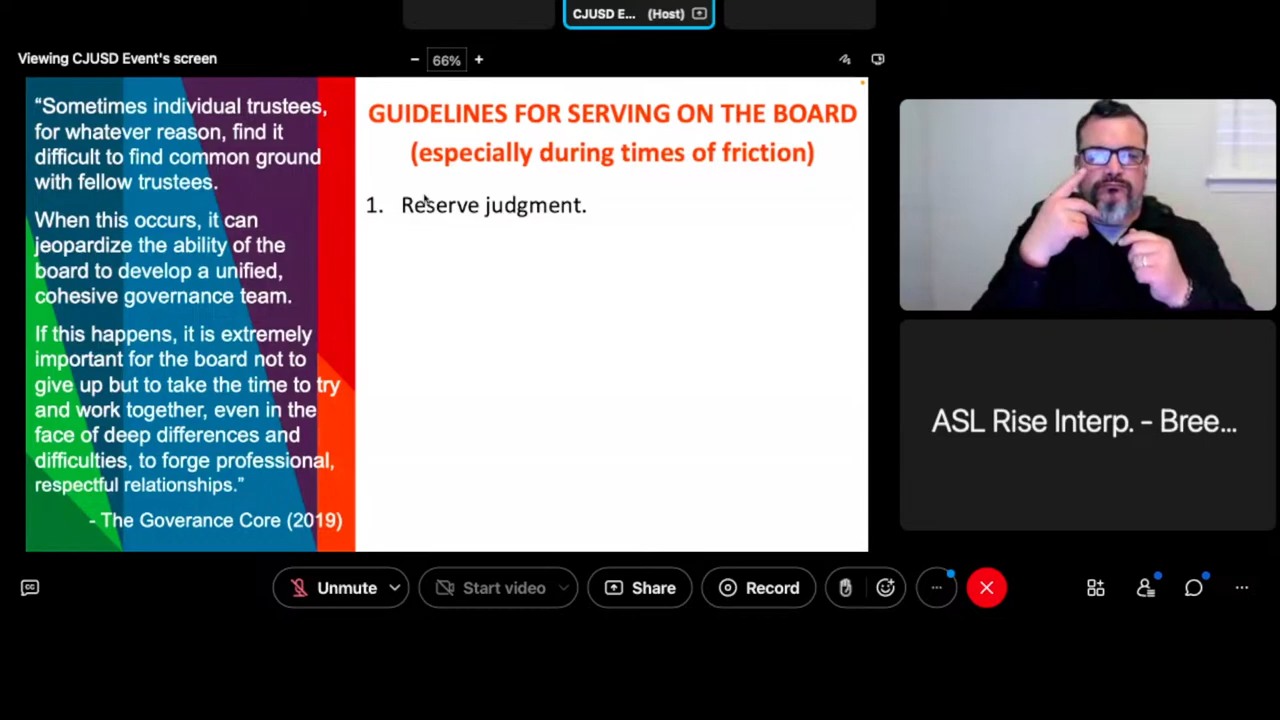 CJUSD E... (Host)
Viewing CJUSD Event's screen
66%
“Sometimes individual trustees,
for whatever reason, find it
difficult to find common ground
with fellow trustees.
When this occurs, it can
jeopardize the ability of the
board to develop a unified,
cohesive governance team.
If this happens, it is extremely
important for the board not to
give up but to take the time to try
and work together, even in the
face of deep differences and
difficulties, to forge professional,
respectful relationships.”
- The Goverance Core (2019)
GUIDELINES FOR SERVING ON THE BOARD
(especially during times of friction)
1. Reserve judgment.
ASL Rise Interp. - Bree...
CC
Unmute
Start video
Share
Record